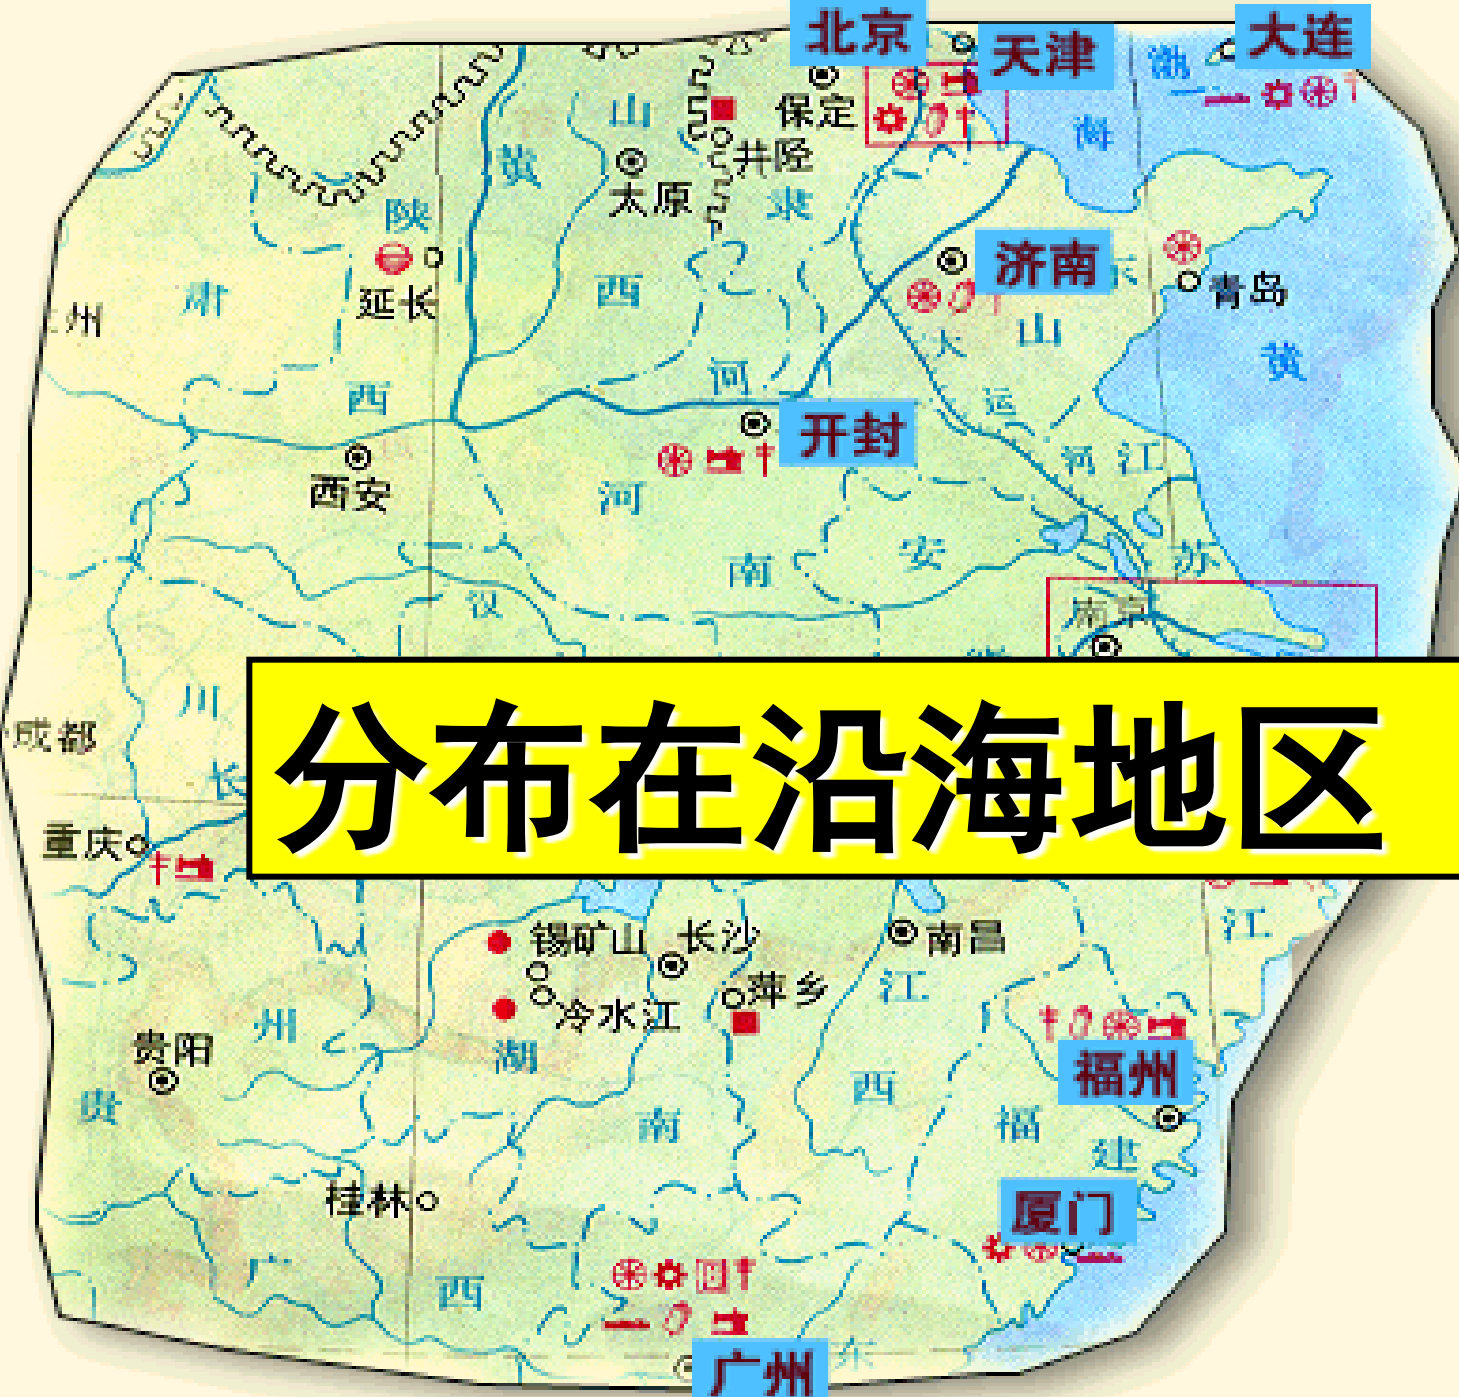 北京
天津
大连
渤
海
山
保定
井陉
太原
黄
隶
陕
延长
肃
州
西
济南
东
青岛
山
大
黄
河
运
西
西安
开封
河
江
河
南
安
苏
汉
南京
分布在沿海地区
川
成都
长
重庆
锡矿山
长沙
南昌
江
冷水江
萍乡
江
贵阳
州
湖
西
福州
贵
南
福
建
桂林
厦门
广
西
广州
东